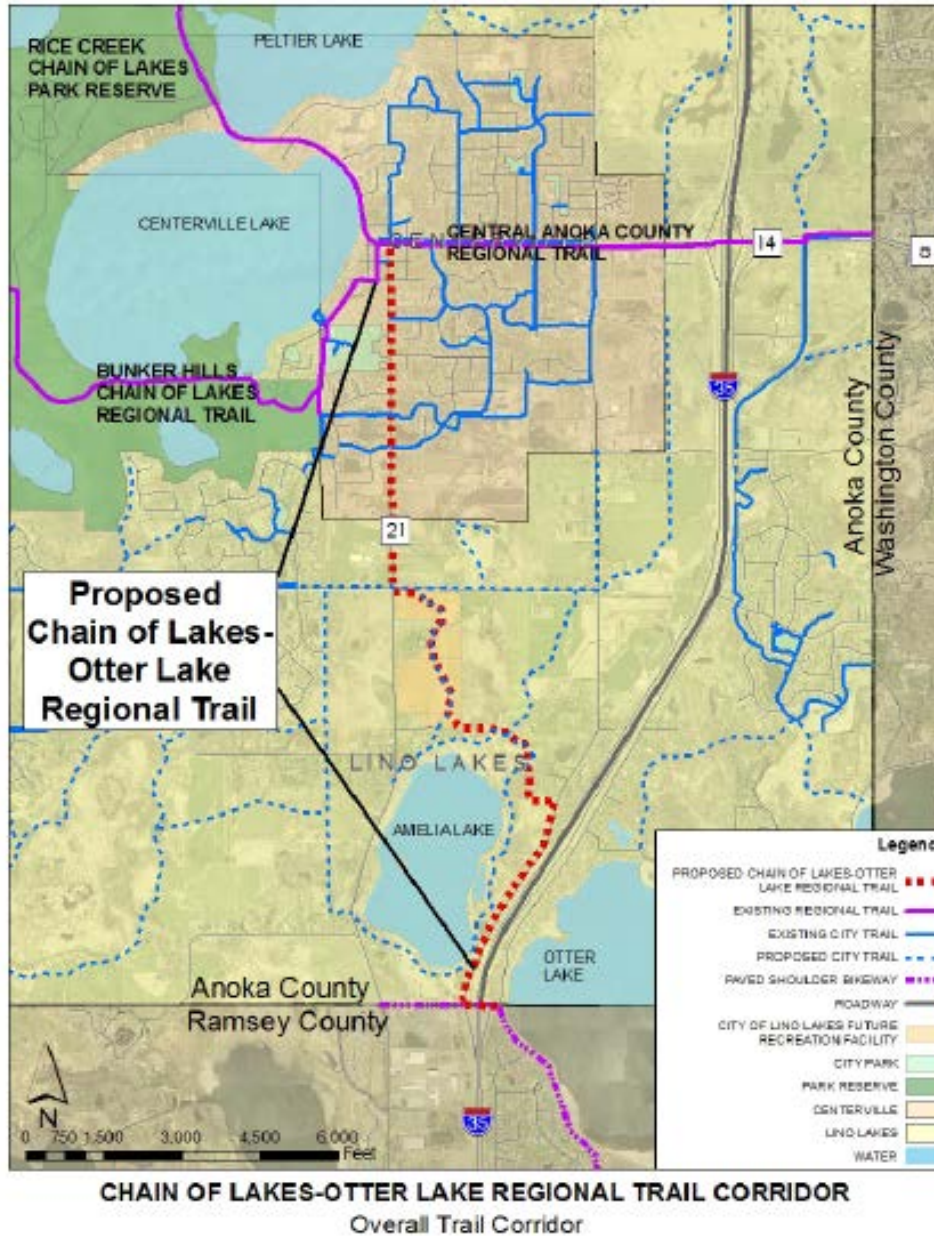 RICE CREEK
CHAIN OF LAKES
PARK RESERVE
PELTIER LAKE
CENTERVILLE LAKE
CENTRAL ANOKA COUNTY
REGIONAL TRAIL
14
8
35
BUNKER HILLS
CHAIN OF LAKES
REGIONAL TRAIL
Anoka County
Washington County
21
Proposed
Chain of Lakes-
Otter Lake
Regional Trail
LINO LAKES
AMELIA LAKE
OTTER
LAKE
Anoka County
Ramsey County
35
N
0 750 1,500 3,000 4,500 6,000
Feet
Legend
PROPOSED CHAIN OF LAKES-OTTER
LAKE REGIONAL TRAIL
EXISTING REGIONAL TRAIL
EXISTING CITY TRAIL
PROPOSED CITY TRAIL
PAVED SHOULDER BIKEWAY
ROADWAY
CITY OF LINO LAKES FUTURE
RECREATION FACILITY
CITY PARK
PARK RESERVE
CENTERVILLE
LINO LAKES
WATER
CHAIN OF LAKES-OTTER LAKE REGIONAL TRAIL CORRIDOR
Overall Trail Corridor